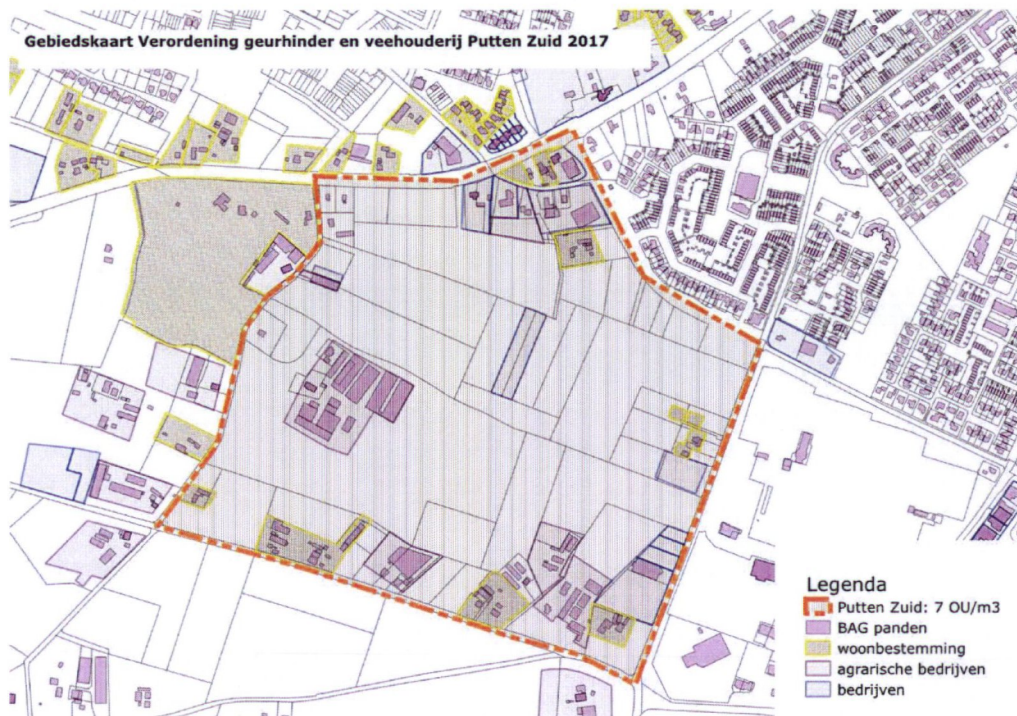 Gebiedskaart Verordening geurhinder en veehouderij Putten Zuid 2017
Legenda
Putten Zuid: 7 OU/m3
BAG panden
woonbestemming
agrarische bedrijven
bedrijven